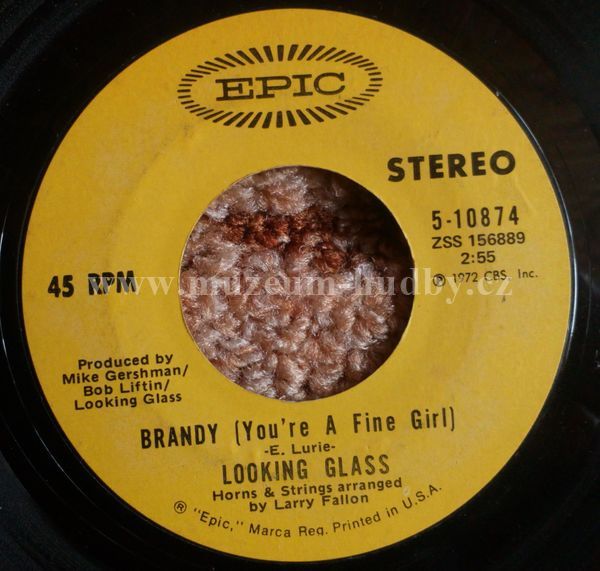 EPIC
STEREO
5-10874
ZSS 156889
2:55
℗ 1972 CBS, Inc.
45 RPM
www.muzeum-hudby.cz
Produced by
Mike Gershman/
Bob Liftin/
Looking Glass
BRANDY (You're A Fine Girl)
-E. Lurie-
LOOKING GLASS
Horns & Strings arranged
by Larry Fallon
® "Epic," Marca Reg. Printed in U.S.A.